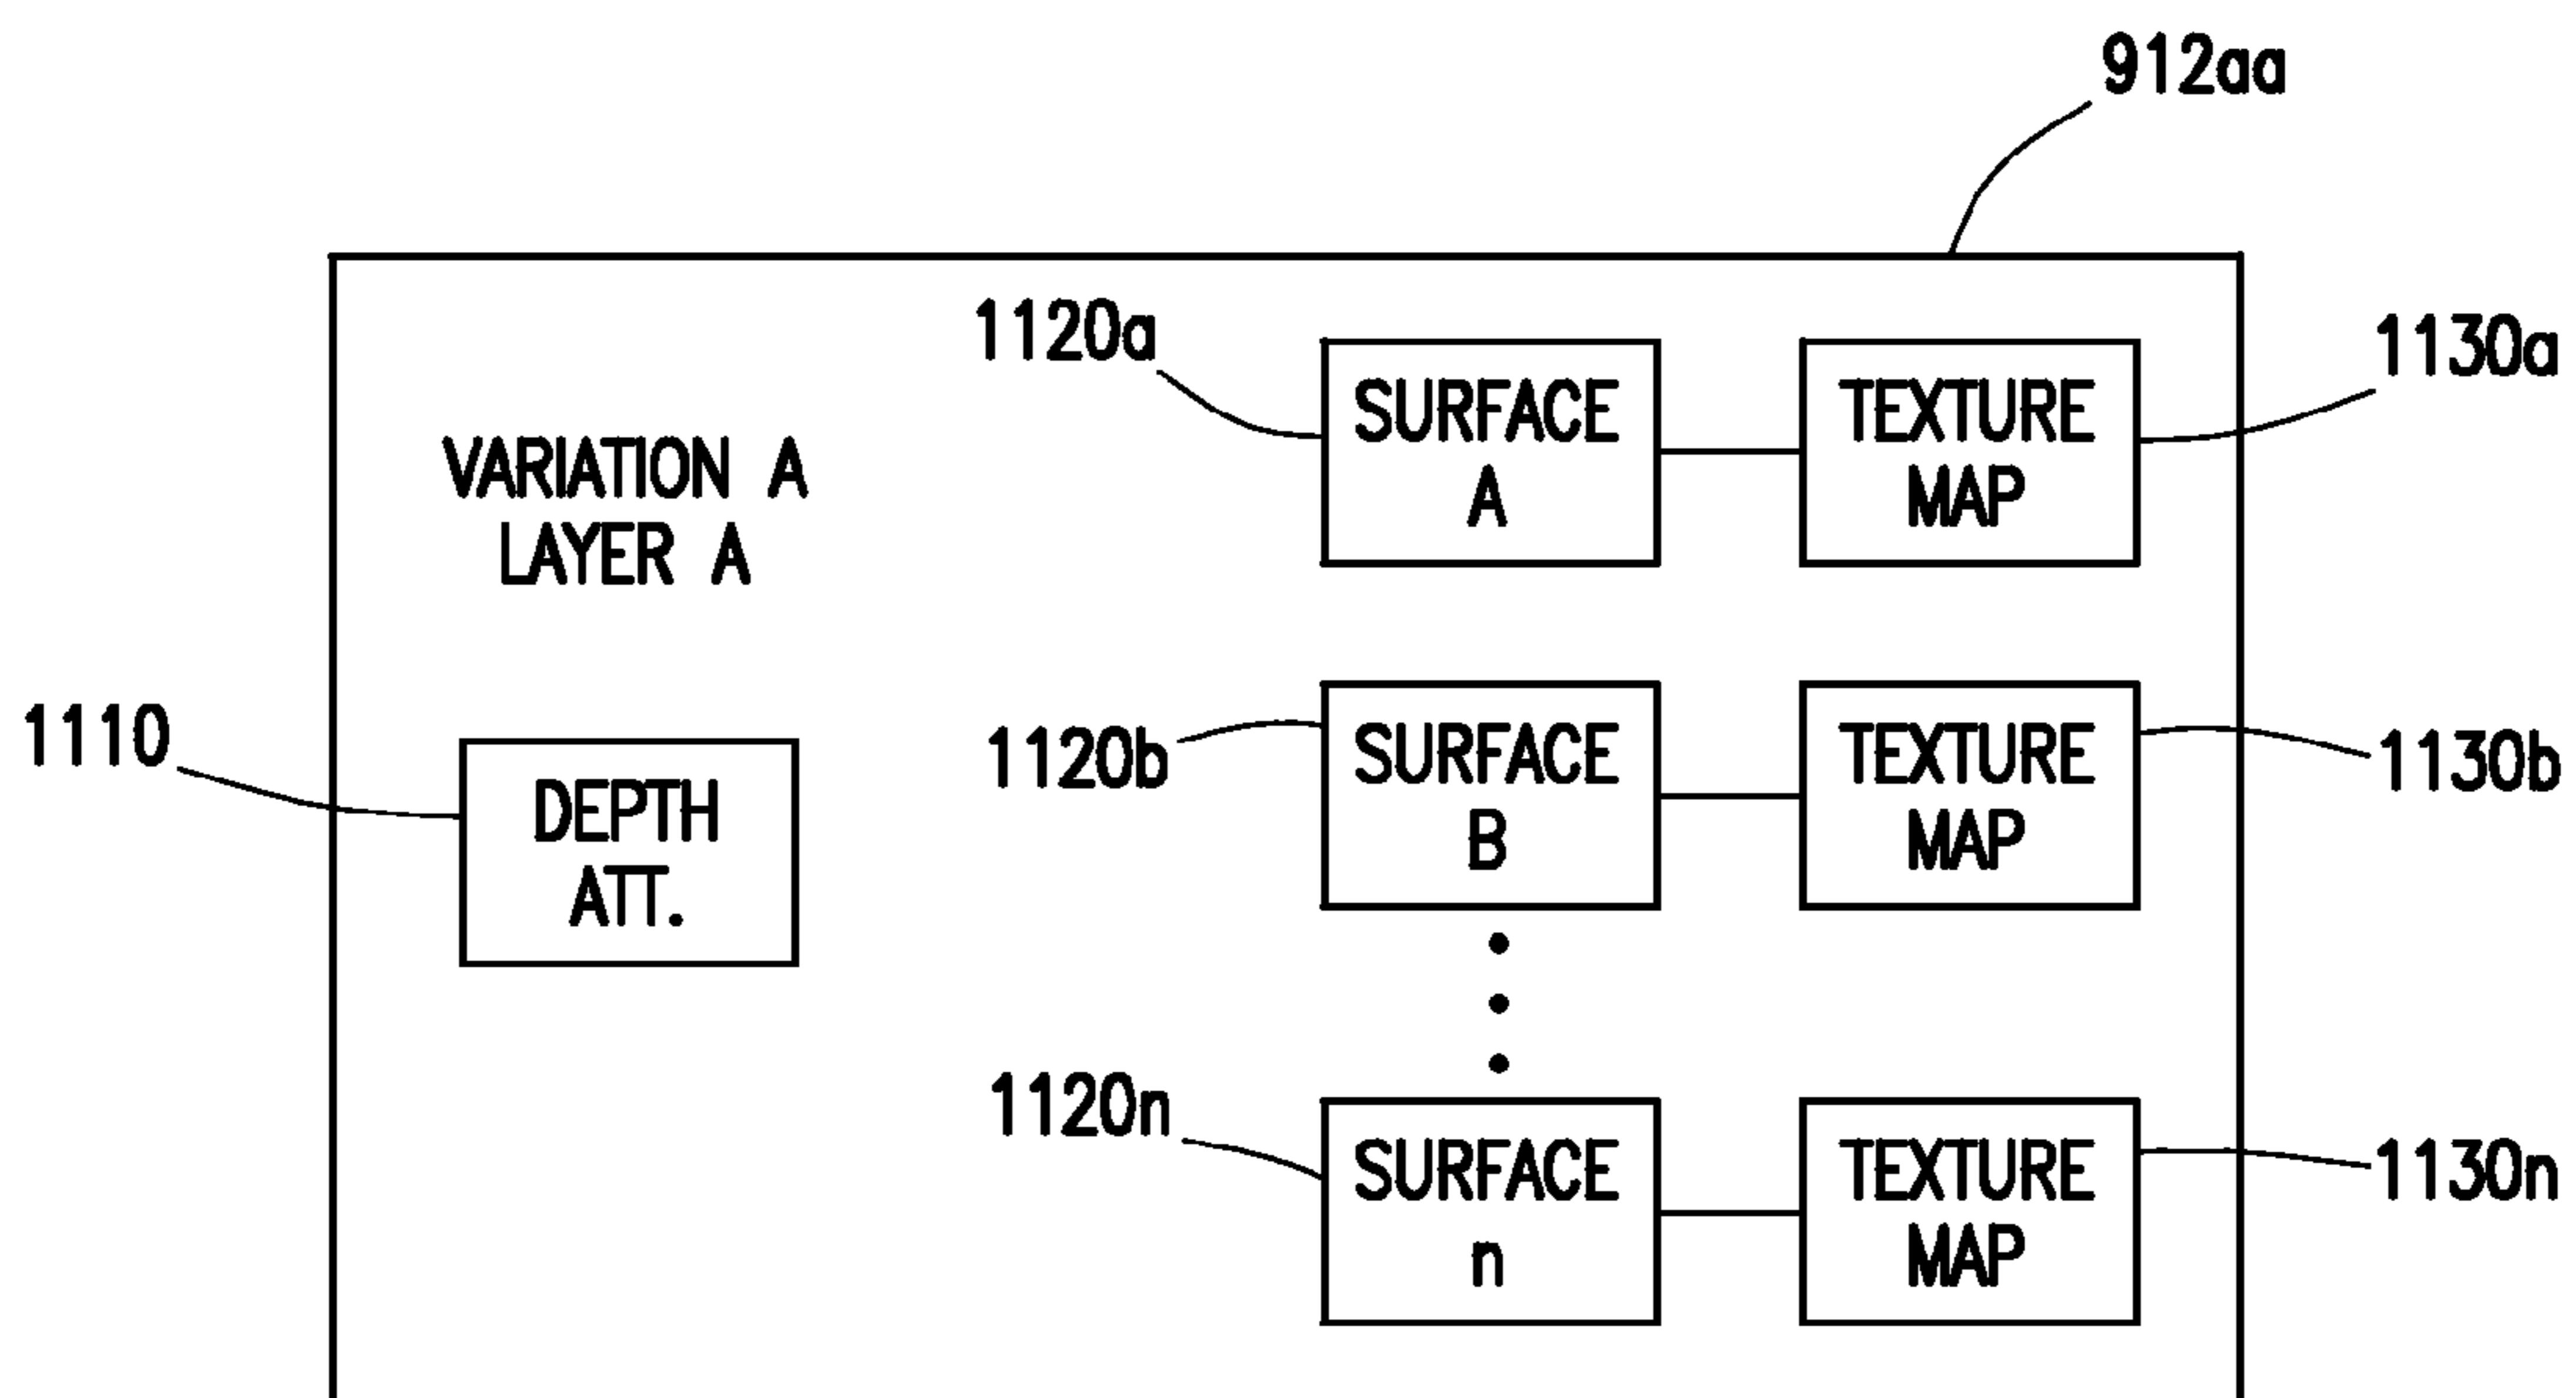 912aa
1120a
SURFACE
A
TEXTURE
MAP
1130a
VARIATION A
LAYER A
1110
DEPTH
ATT.
1120b
SURFACE
B
TEXTURE
MAP
1130b
1120n
SURFACE
n
TEXTURE
MAP
1130n